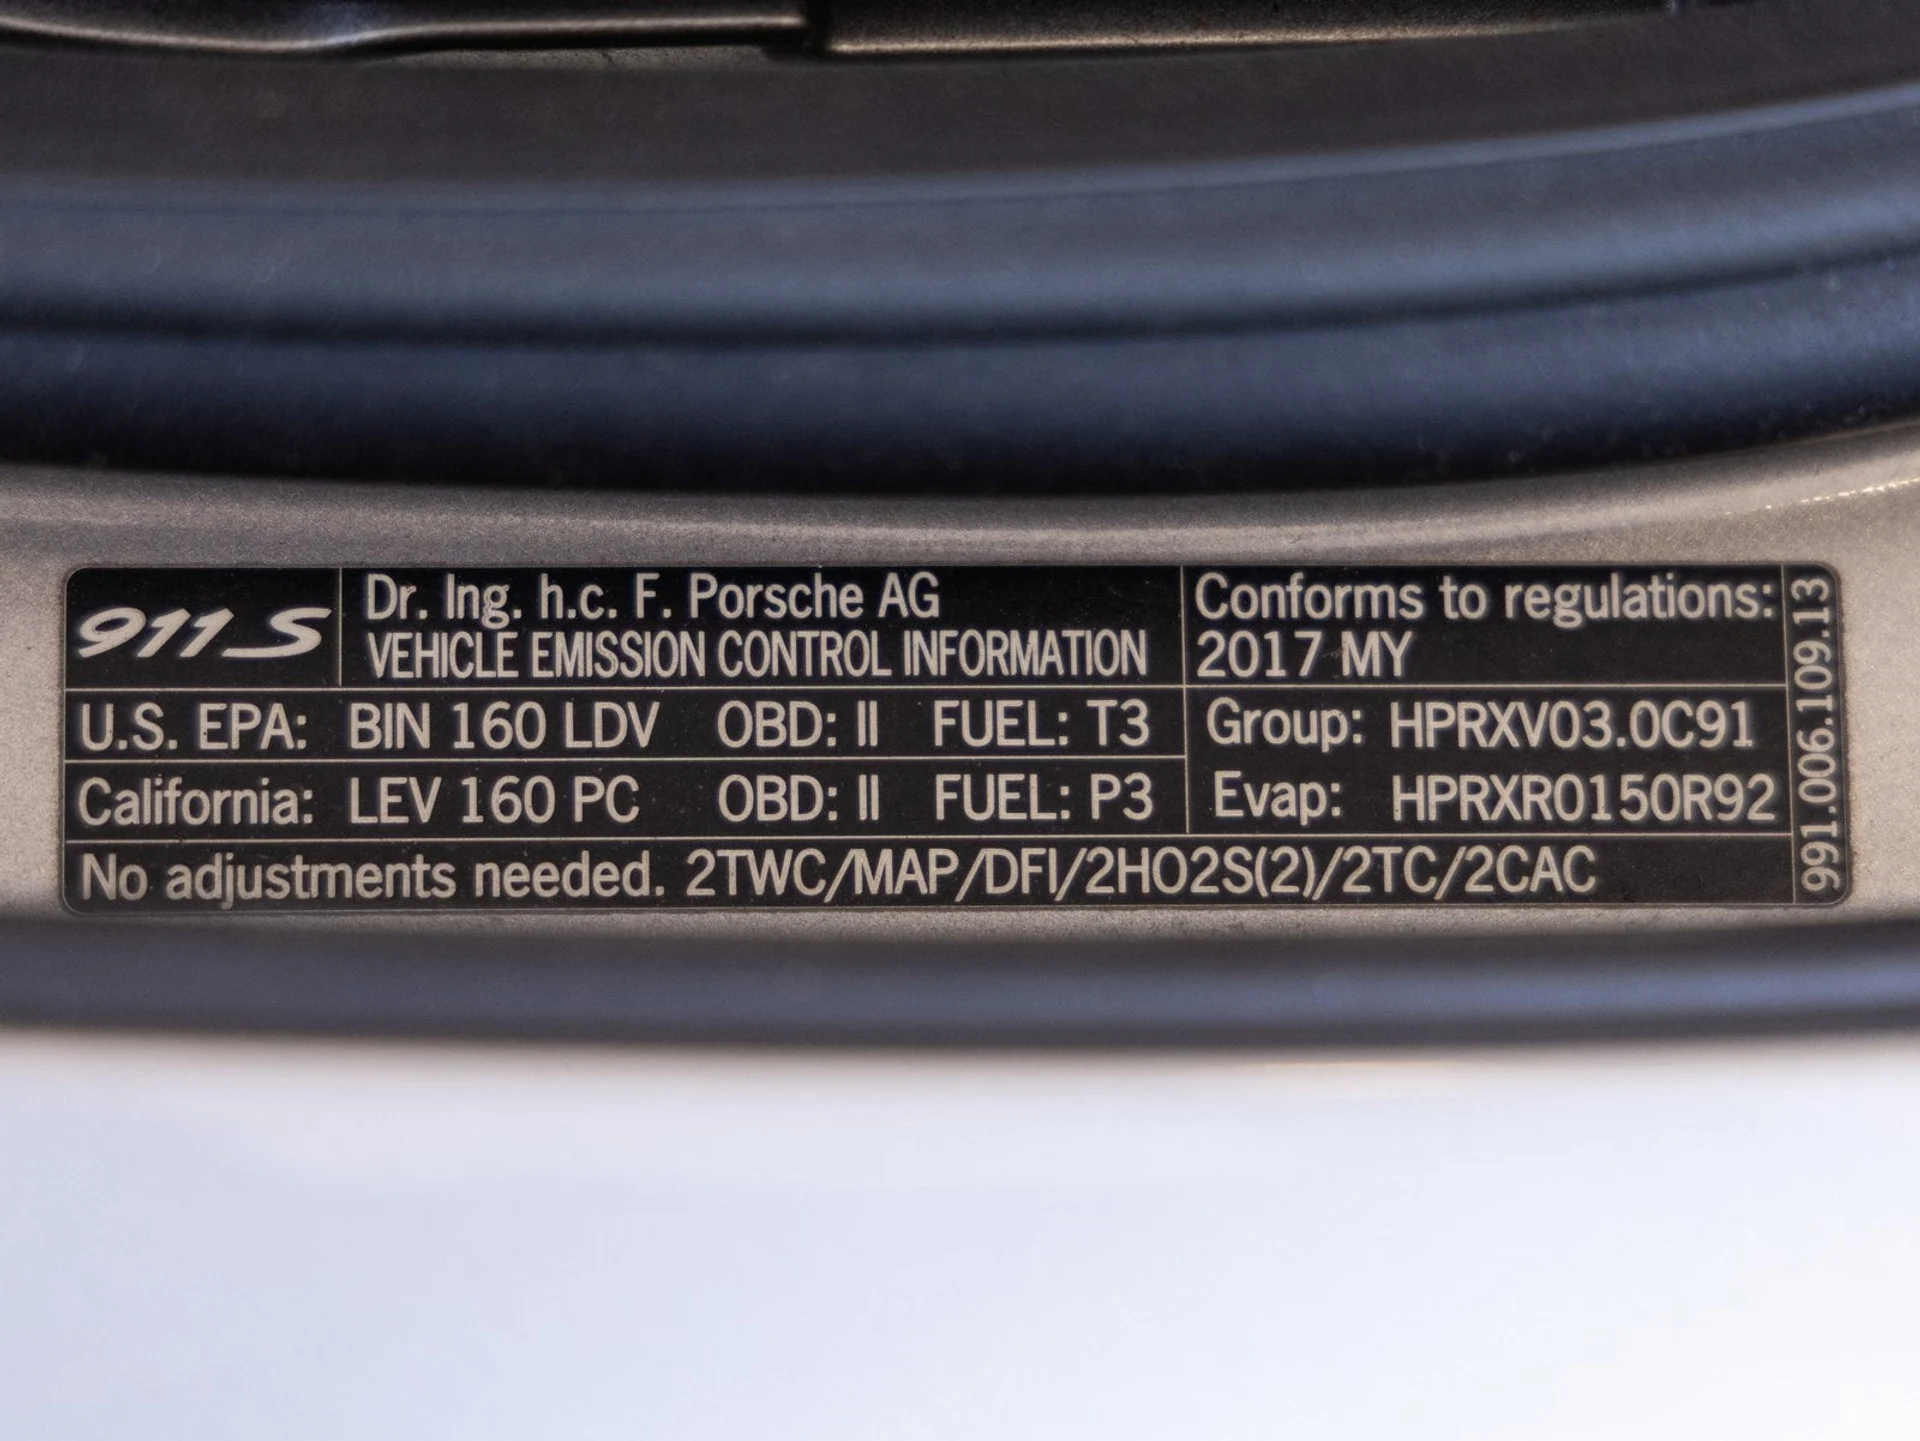 911 S
Dr. Ing. h.c. F. Porsche AG
VEHICLE EMISSION CONTROL INFORMATION
Conforms to regulations:
2017 MY
U.S. EPA: BIN 160 LDV OBD: II FUEL: T3
California: LEV 160 PC OBD: II FUEL: P3
Group: HPRXV03.0C91
Evap: HPRXR0150R92
No adjustments needed. 2TWC/MAP/DFI/2HO2S(2)/2TC/2CAC
991.006.109.13